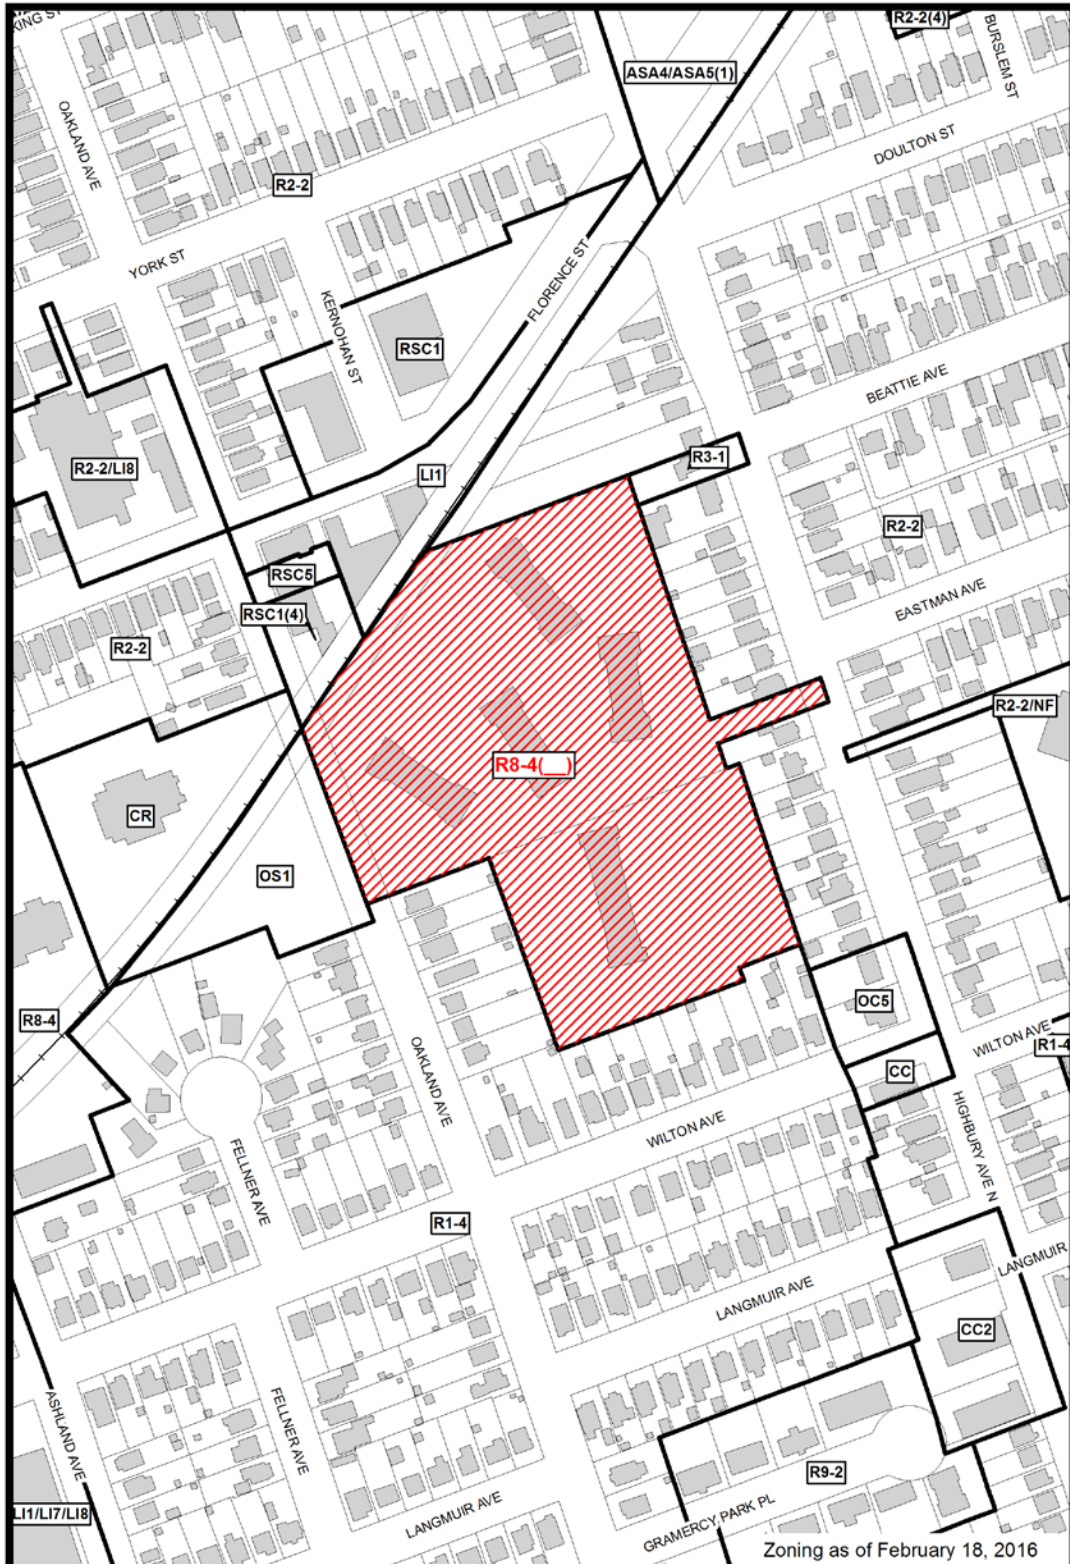 KING ST
R2-2(4)
BURSLEM ST
ASA4/ASA5(1)
OAKLAND AVE
DOULTON ST
R2-2
YORK ST
FLORENCE ST
KERNOHAN ST
RSC1
BEATTIE AVE
R2-2/LI8
R3-1
LI1
R2-2
RSC5
EASTMAN AVE
RSC1(4)
R2-2
R2-2/NF
R8-4(__)
CR
OS1
OC5
R8-4
WILTON AVE
R1-4
OAKLAND AVE
CC
WILTON AVE
HIGHBURY AVE N
FELLNER AVE
R1-4
LANGMUIR
LANGMUIR AVE
CC2
ASHLAND AVE
FELLNER AVE
R9-2
LI1/LI7/LI8
LANGMUIR AVE
GRAMERCY PARK PL
Zoning as of February 18, 2016